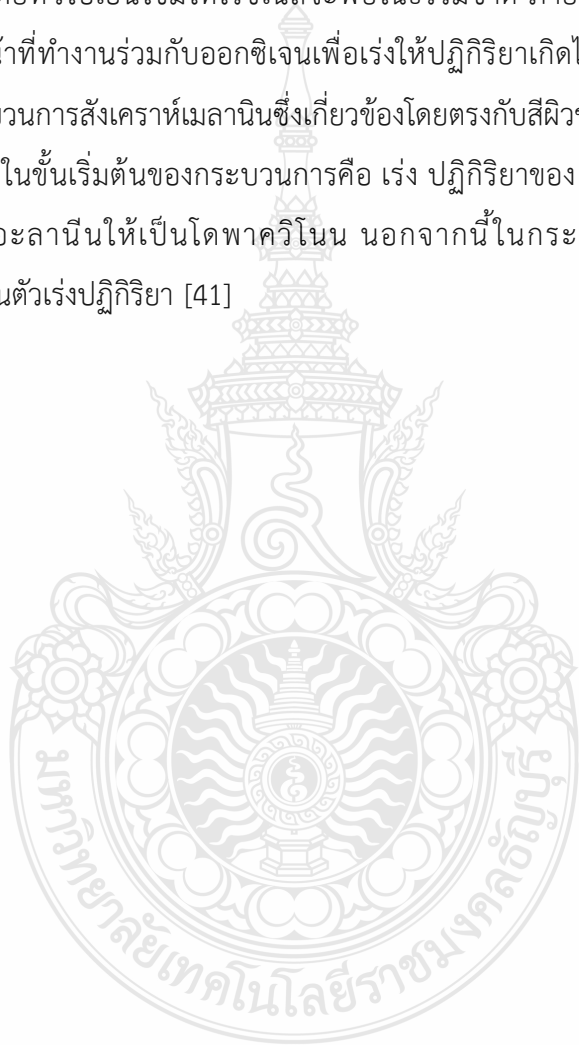 น้าที่ทำงานร่วมกับออกซิเจนเพื่อเร่งให้ปฏิกิริยาเกิดไ
บวนการสังเคราห์เมลานินซึ่งเกี่ยวข้องโดยตรงกับสีผิวข
ในขั้นเริ่มต้นของกระบวนการคือ เร่ง ปฏิกิริยาของ
อะลานีนให้เป็นโดพาควิโนน นอกจากนี้ในกระ
นตัวเร่งปฏิกิริยา [41]
มหาวิทยาลัยเทคโนโลยีราชมงคลธัญบุรี